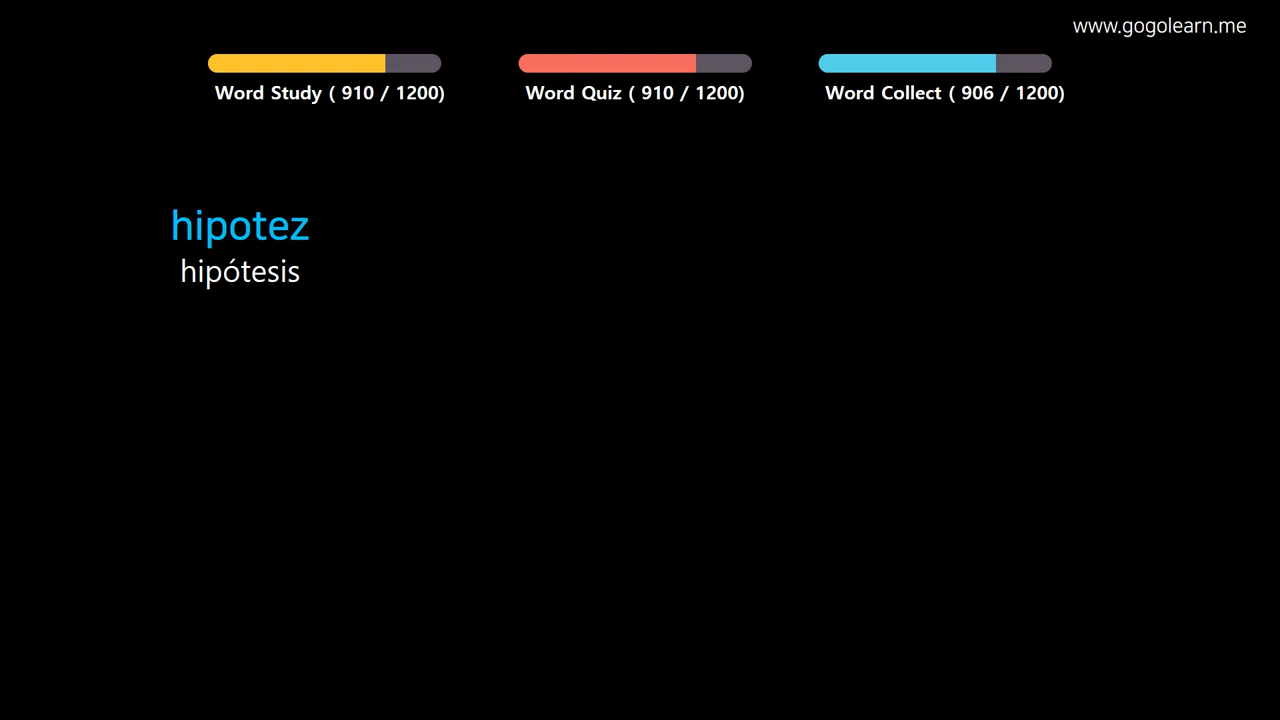 www.gogolearn.me
Word Study ( 910 / 1200)
Word Quiz ( 910 / 1200)
Word Collect ( 906 / 1200)
hipotez
hipótesis